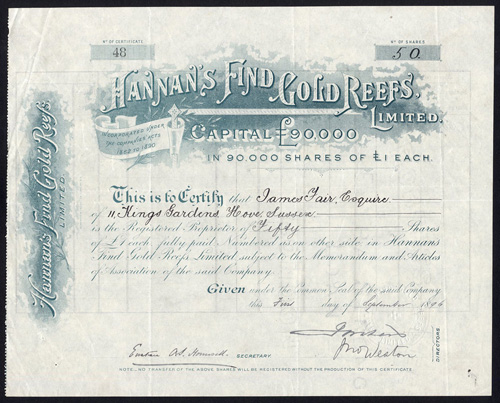 No OF CERTIFICATE
48
No OF SHARES
50
HANNAN'S FIND GOLD REEFS,
LIMITED.
INCORPORATED UNDER
THE COMPANIES ACTS
1862 TO 1890
CAPITAL £90,000
IN 90,000 SHARES OF £1 EACH.
Hannan's Find Gold Reefs,
LIMITED
This is to Certify that James Fair, Esquire
of 11, Kings Gardens Hove, Sussex
is the Registered Proprietor of Fifty Shares
of £1 each fully paid Numbered as on other side in Hannans
Find Gold Reefs Limited subject to the Memorandum and Articles
of Association of the said Company.
Given under the Common Seal of the said Company
this First day of September 1896
Jno Weston
DIRECTORS
SECRETARY
NOTE,- NO TRANSFER OF THE ABOVE SHARES WILL BE REGISTERED WITHOUT THE PRODUCTION OF THIS CERTIFICATE.